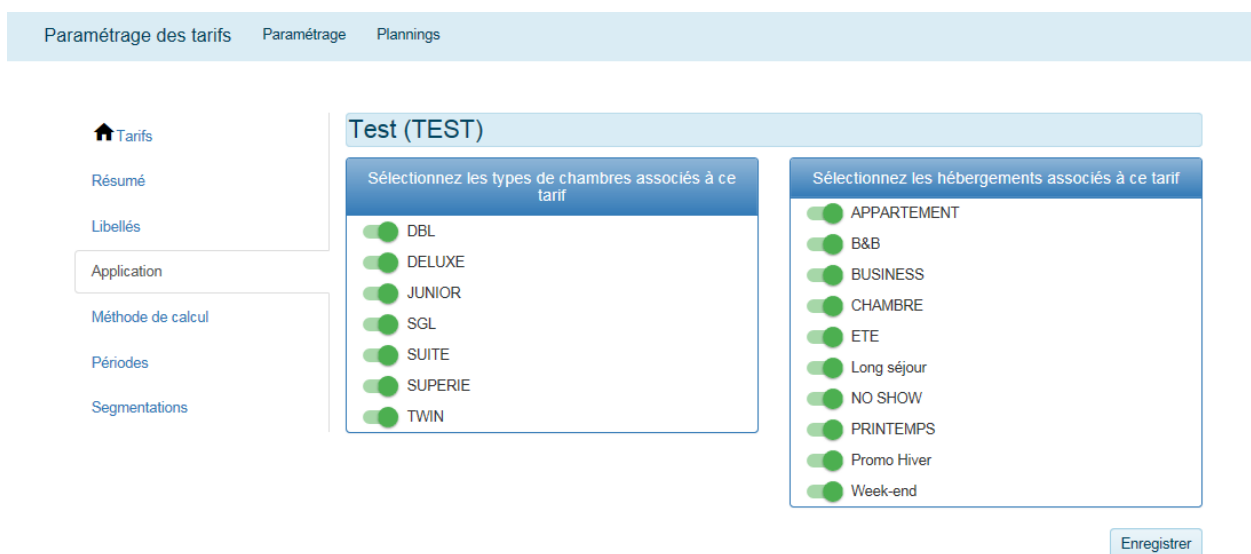 Paramétrage des tarifs Paramétrage Plannings
Tarifs
Résumé
Libellés
Application
Méthode de calcul
Périodes
Segmentations
Test (TEST)
Sélectionnez les types de chambres associés à ce
tarif
DBL
DELUXE
JUNIOR
SGL
SUITE
SUPERIE
TWIN
Sélectionnez les hébergements associés à ce tarif
APPARTEMENT
B&B
BUSINESS
CHAMBRE
ETE
Long séjour
NO SHOW
PRINTEMPS
Promo Hiver
Week-end
Enregistrer